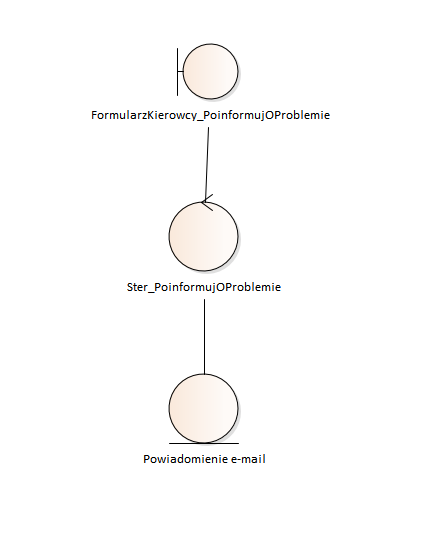 FormularzKierowcy_PoinformujOProblemie
Ster_PoinformujOProblemie
Powiadomienie e-mail